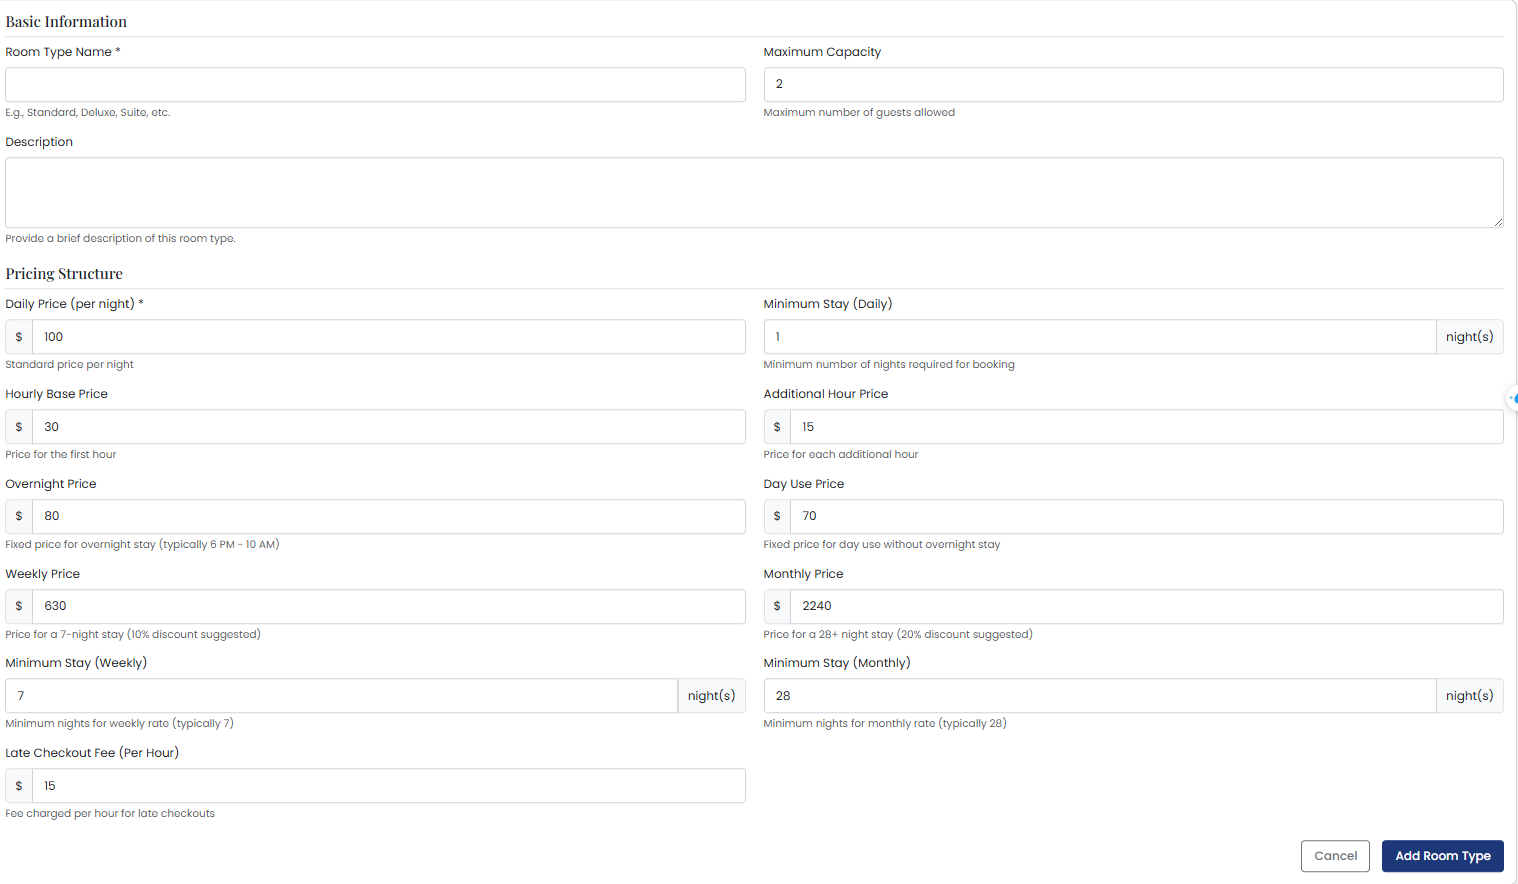 Basic Information
Room Type Name *
Maximum Capacity
2
E.g., Standard, Deluxe, Suite, etc.
Maximum number of guests allowed
Description
Provide a brief description of this room type.
Pricing Structure
Daily Price (per night) *
Minimum Stay (Daily)
$ 100
1 night(s)
Standard price per night
Minimum number of nights required for booking
Hourly Base Price
Additional Hour Price
$ 30
$ 15
Price for the first hour
Price for each additional hour
Overnight Price
Day Use Price
$ 80
$ 70
Fixed price for overnight stay (typically 6 PM - 10 AM)
Fixed price for day use without overnight stay
Weekly Price
Monthly Price
$ 630
$ 2240
Price for a 7-night stay (10% discount suggested)
Price for a 28+ night stay (20% discount suggested)
Minimum Stay (Weekly)
Minimum Stay (Monthly)
7 night(s)
28 night(s)
Minimum nights for weekly rate (typically 7)
Minimum nights for monthly rate (typically 28)
Late Checkout Fee (Per Hour)
$ 15
Fee charged per hour for late checkouts
Cancel
Add Room Type